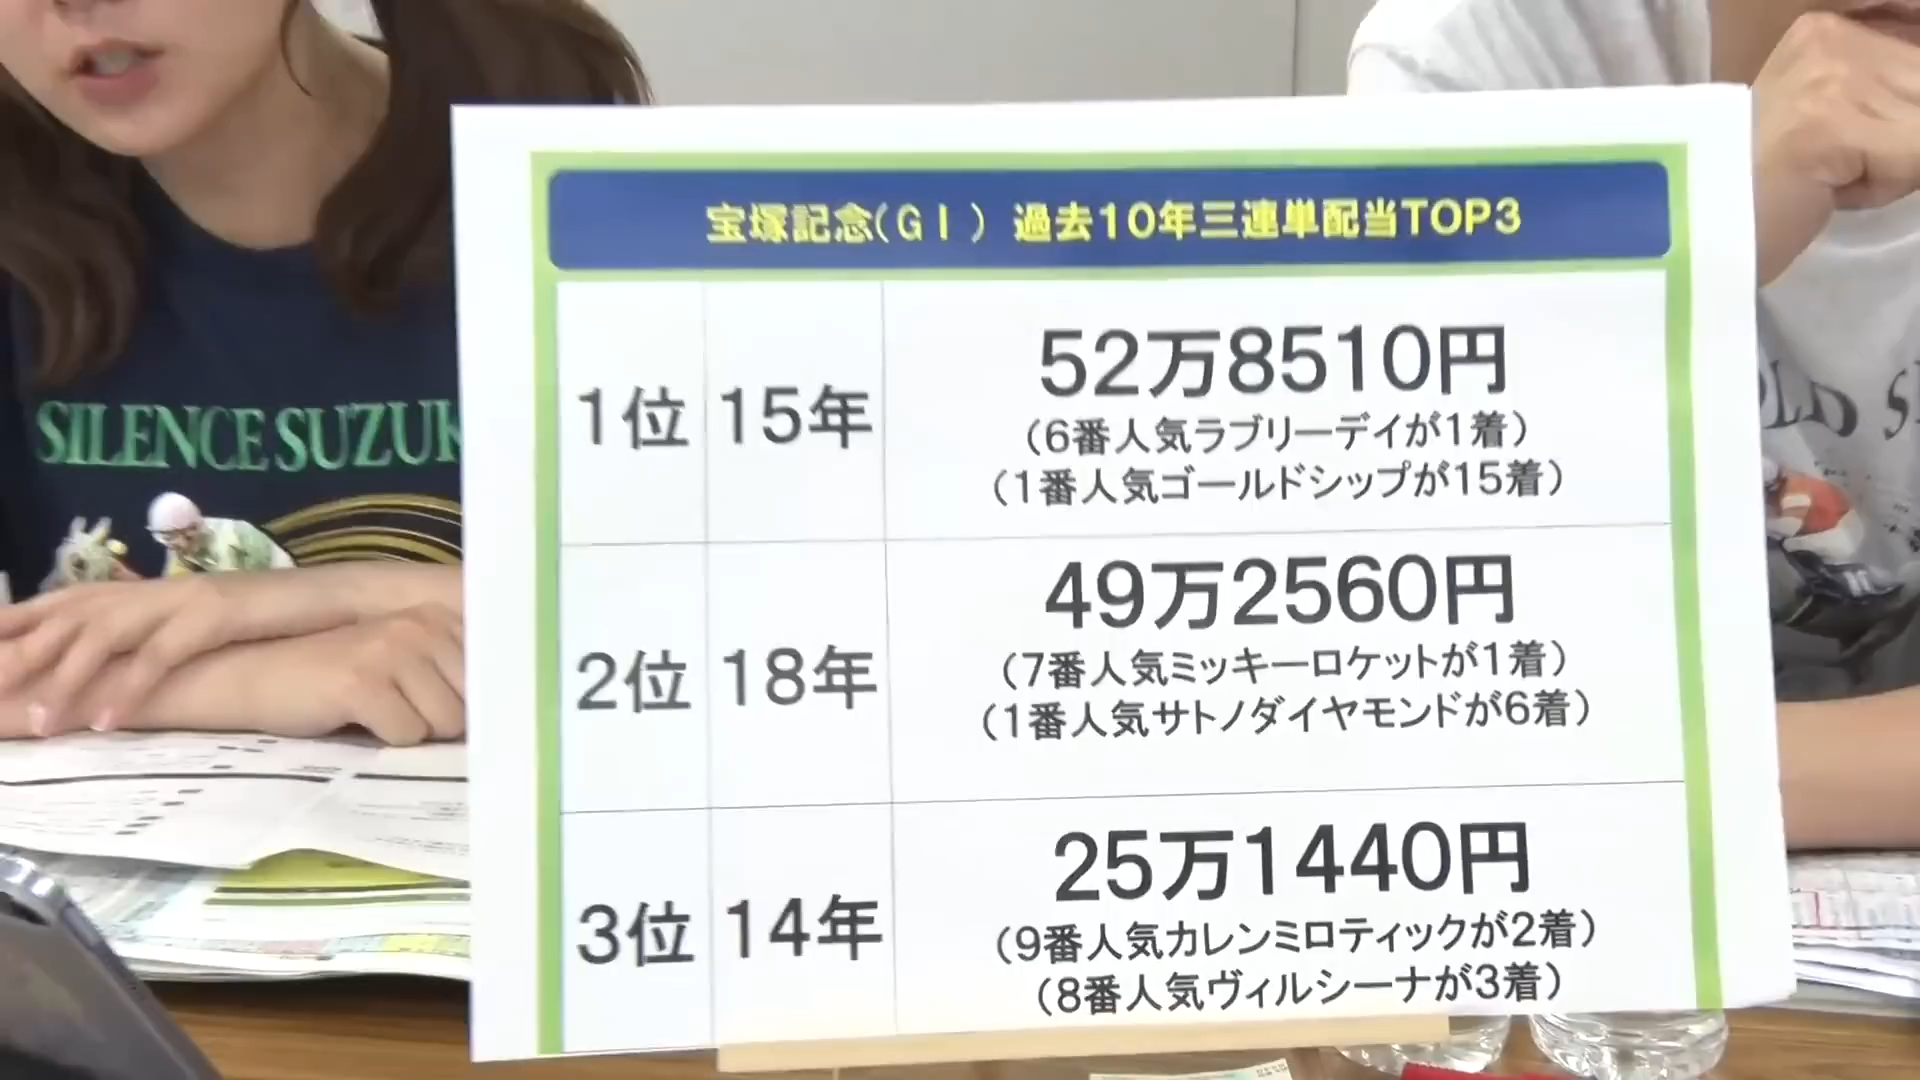 宝塚記念(GⅠ) 過去10年三連単配当TOP3
1位 15年 52万8510円
(6番人気ラブリーデイが1着)
(1番人気ゴールドシップが15着)
2位 18年 49万2560円
(7番人気ミッキーロケットが1着)
(1番人気サトノダイヤモンドが6着)
3位 14年 25万1440円
(9番人気カレンミロティックが2着)
(8番人気ヴィルシーナが3着)
SILENCE SUZUK